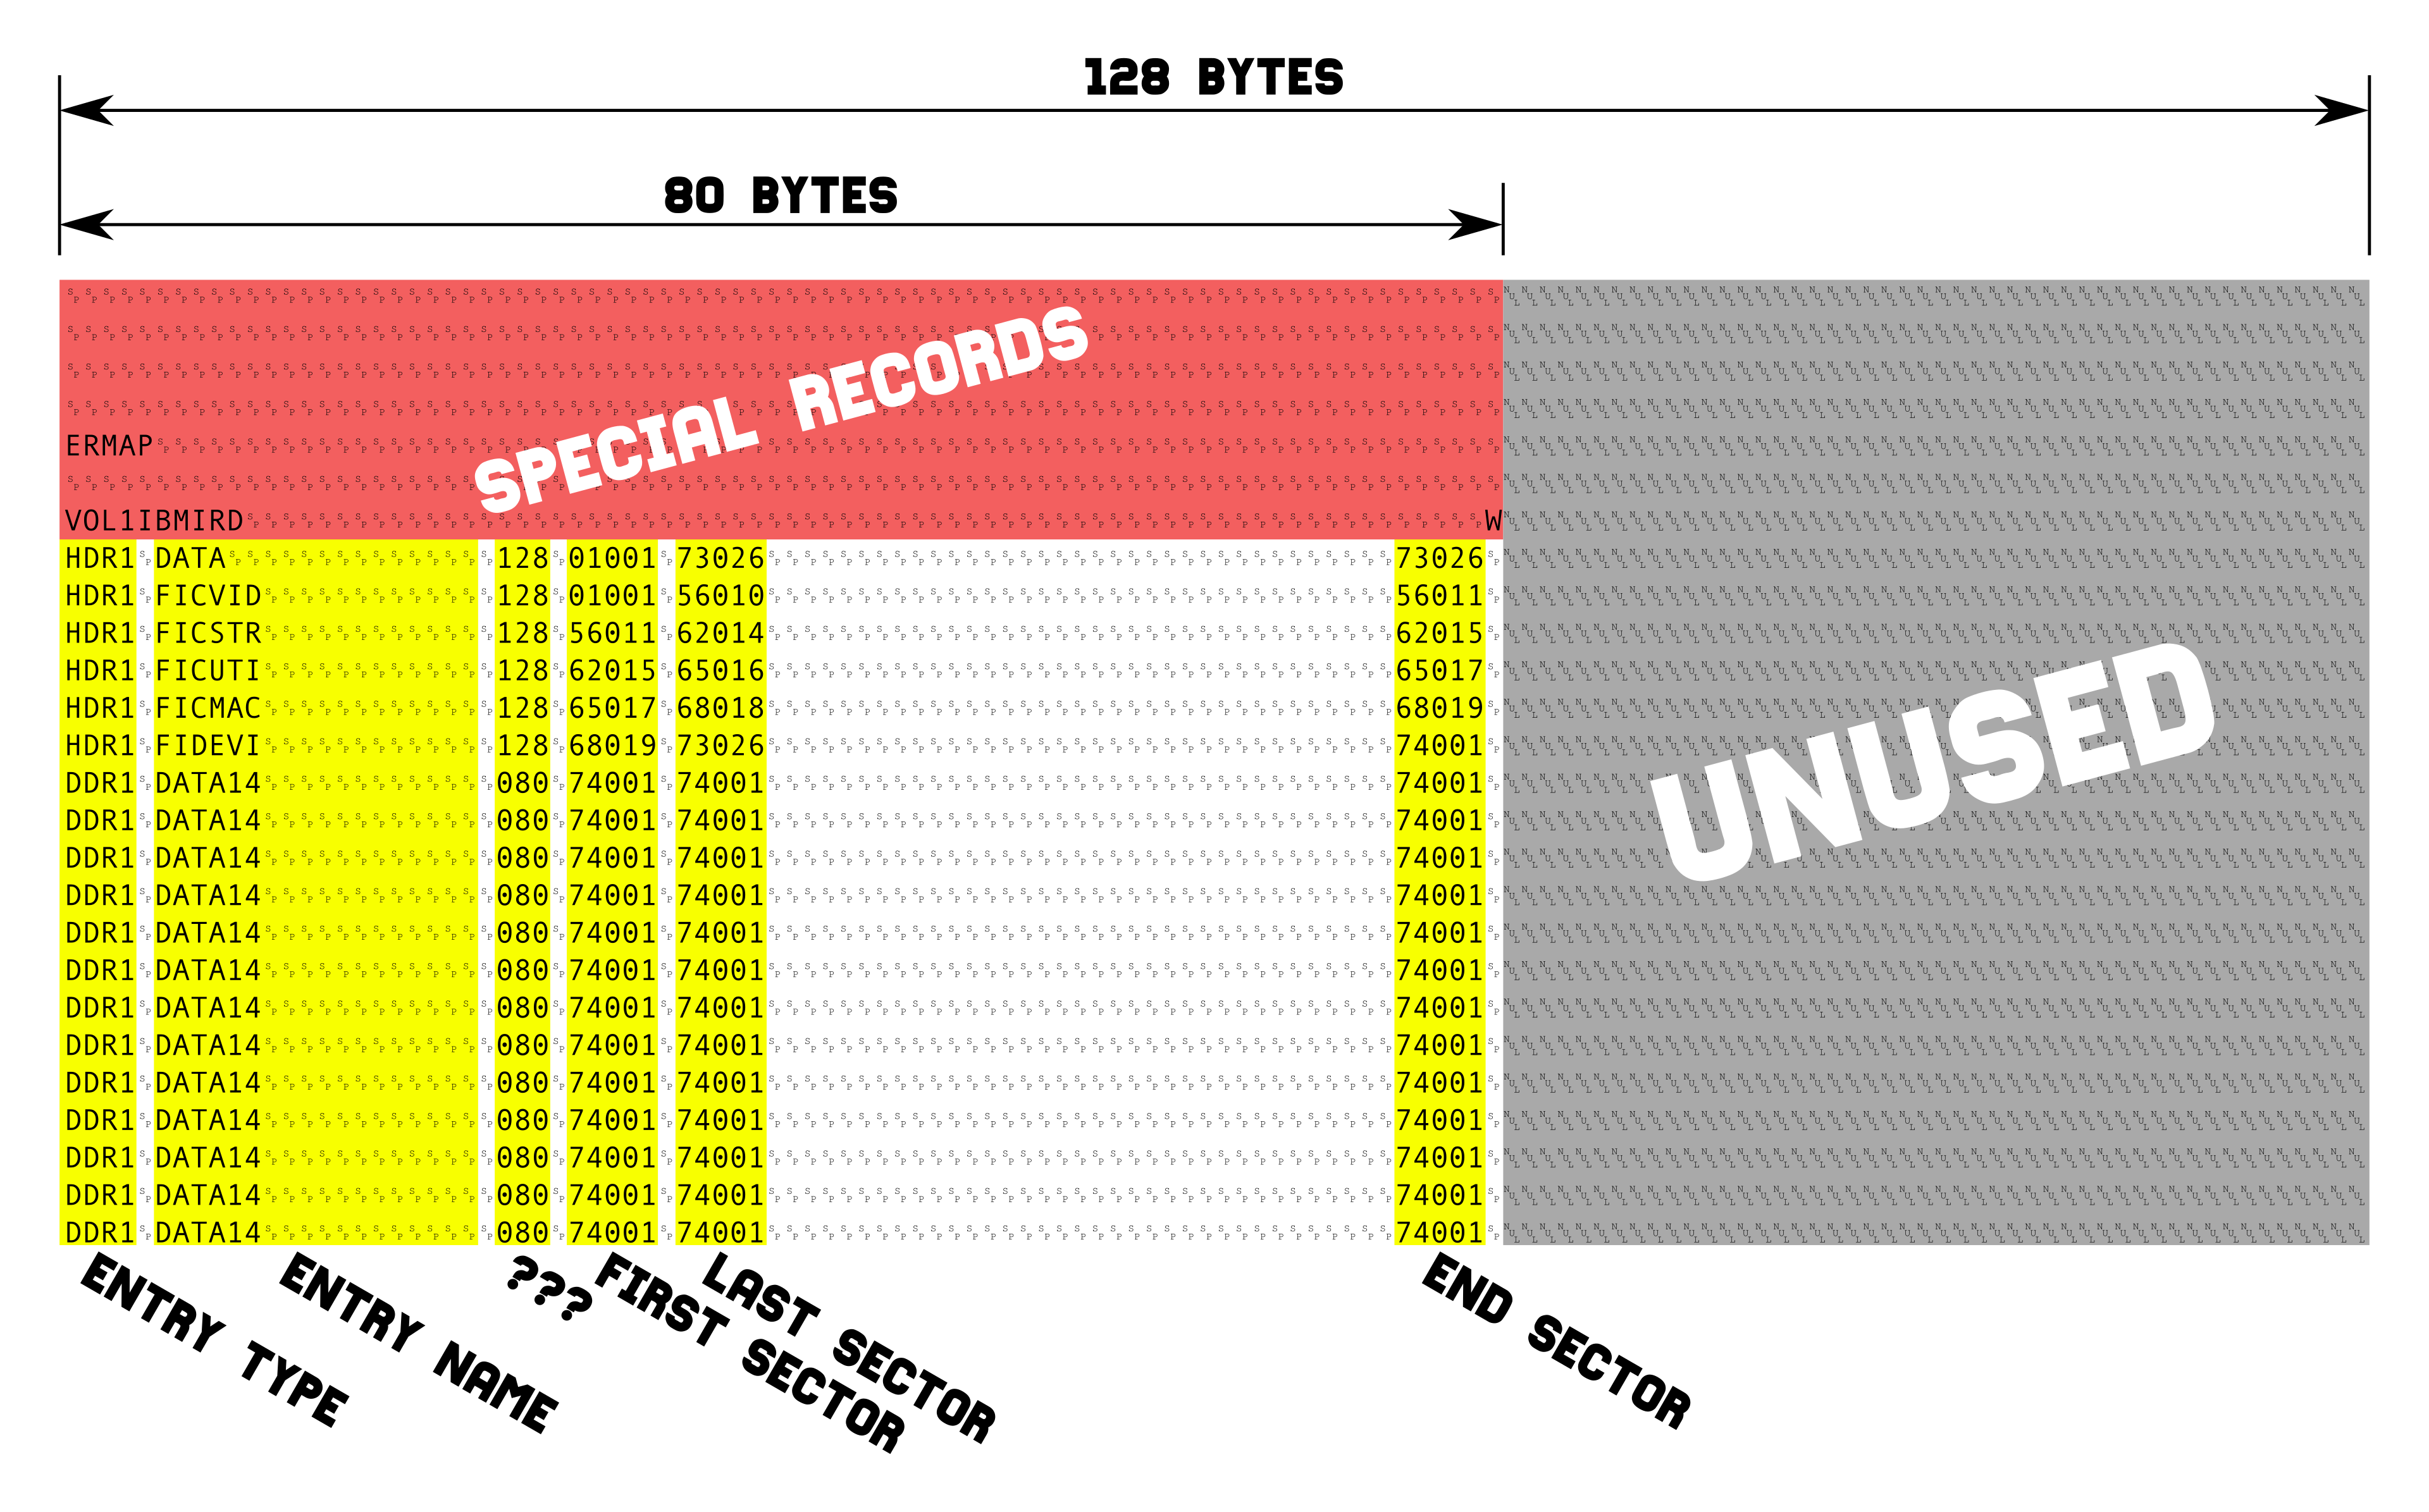 128 BYTES
80 BYTES
SPECIAL RECORDS
ERMAP
VOL1IBMIRD W
HDR1 DATA 128 01001 73026 73026
HDR1 FICVID 128 01001 56010 56011
HDR1 FICSTR 128 56011 62014 62015
HDR1 FICUTI 128 62015 65016 65017
HDR1 FICMAC 128 65017 68018 68019
HDR1 FIDEVI 128 68019 73026 74001
DDR1 DATA14 080 74001 74001 74001
DDR1 DATA14 080 74001 74001 74001
DDR1 DATA14 080 74001 74001 74001
DDR1 DATA14 080 74001 74001 74001
DDR1 DATA14 080 74001 74001 74001
DDR1 DATA14 080 74001 74001 74001
DDR1 DATA14 080 74001 74001 74001
DDR1 DATA14 080 74001 74001 74001
DDR1 DATA14 080 74001 74001 74001
DDR1 DATA14 080 74001 74001 74001
DDR1 DATA14 080 74001 74001 74001
DDR1 DATA14 080 74001 74001 74001
DDR1 DATA14 080 74001 74001 74001
UNUSED
ENTRY TYPE
ENTRY NAME
???
FIRST SECTOR
LAST SECTOR
END SECTOR